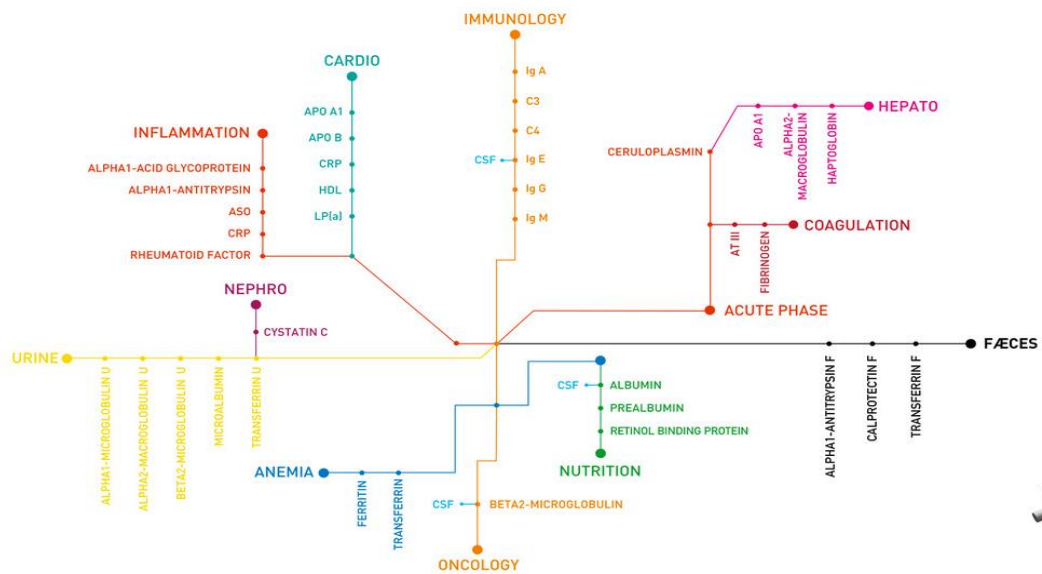 IMMUNOLOGY
Ig A
C3
C4
CSF
Ig E
Ig G
Ig M
CARDIO
APO A1
APO B
CRP
HDL
LP(a)
INFLAMMATION
ALPHA1-ACID GLYCOPROTEIN
ALPHA1-ANTITRYPSIN
ASO
CRP
RHEUMATOID FACTOR
HEPATO
CERULOPLASMIN
APO A1
ALPHA2-
MACROGLOBULIN
HAPTOGLOBIN
COAGULATION
AT III
FIBRINOGEN
ACUTE PHASE
NEPHRO
CYSTATIN C
URINE
ALPHA1-MICROGLOBULIN U
ALPHA2-MACROGLOBULIN U
BETA2-MICROGLOBULIN U
MICROALBUMIN
TRANSFERRIN U
FÆCES
ALPHA1-ANTITRYPSIN F
CALPROTECTIN F
TRANSFERRIN F
CSF
ALBUMIN
PREALBUMIN
RETINOL BINDING PROTEIN
NUTRITION
ANEMIA
FERRITIN
TRANSFERRIN
CSF
BETA2-MICROGLOBULIN
ONCOLOGY